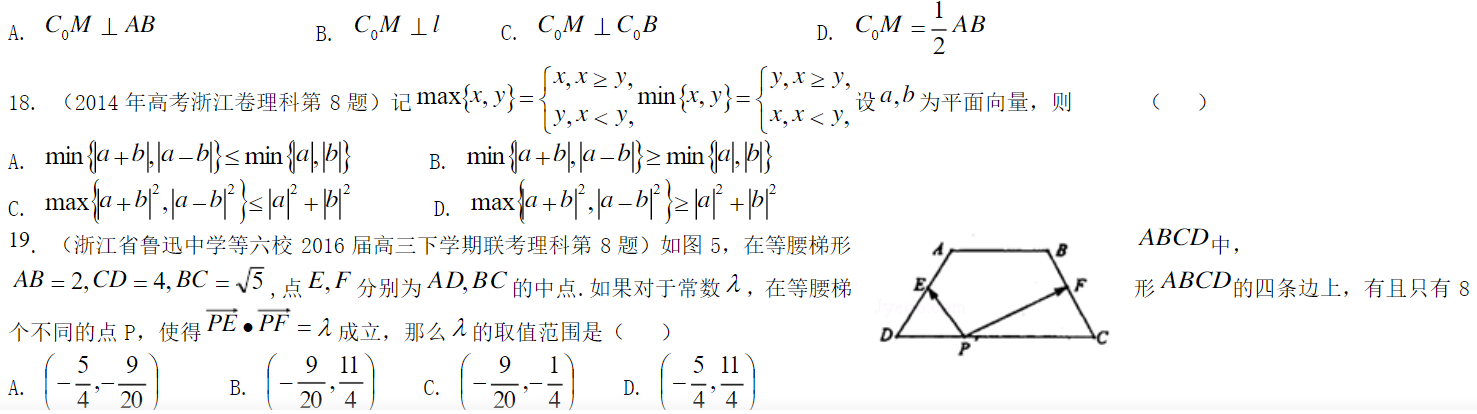 A. C₀M ⊥ AB B. C₀M ⊥ l C. C₀M ⊥ C₀B D. C₀M = 1/2 AB
18. （2014 年高考浙江卷理科第 8 题）记 max{x, y} = { x, x ≥ y, y, x < y, min{x, y} = { y, x ≥ y, x, x < y, 设 a,b 为平面向量，则 （ ）
A. min{|a+b|,|a−b|} ≤ min{|a|,|b|} B. min{|a+b|,|a−b|} ≥ min{|a|,|b|}
C. max{|a+b|²,|a−b|²} ≤ |a|²+|b|² D. max{|a+b|²,|a−b|²} ≥ |a|²+|b|²
19. （浙江省鲁迅中学等六校 2016 届高三下学期联考理科第 8 题）如图 5，在等腰梯形 ABCD 中，
AB = 2, CD = 4, BC = √5 ,点 E, F 分别为 AD, BC 的中点.如果对于常数 λ ，在等腰梯形 ABCD 的四条边上，有且只有 8
个不同的点 P，使得 \overrightarrow{PE} • \overrightarrow{PF} = λ 成立，那么 λ 的取值范围是（ ）
A. (−5/4, −9/20) B. (−9/20, 11/4) C. (−9/20, −1/4) D. (−5/4, 11/4)
A B
E F
D P C